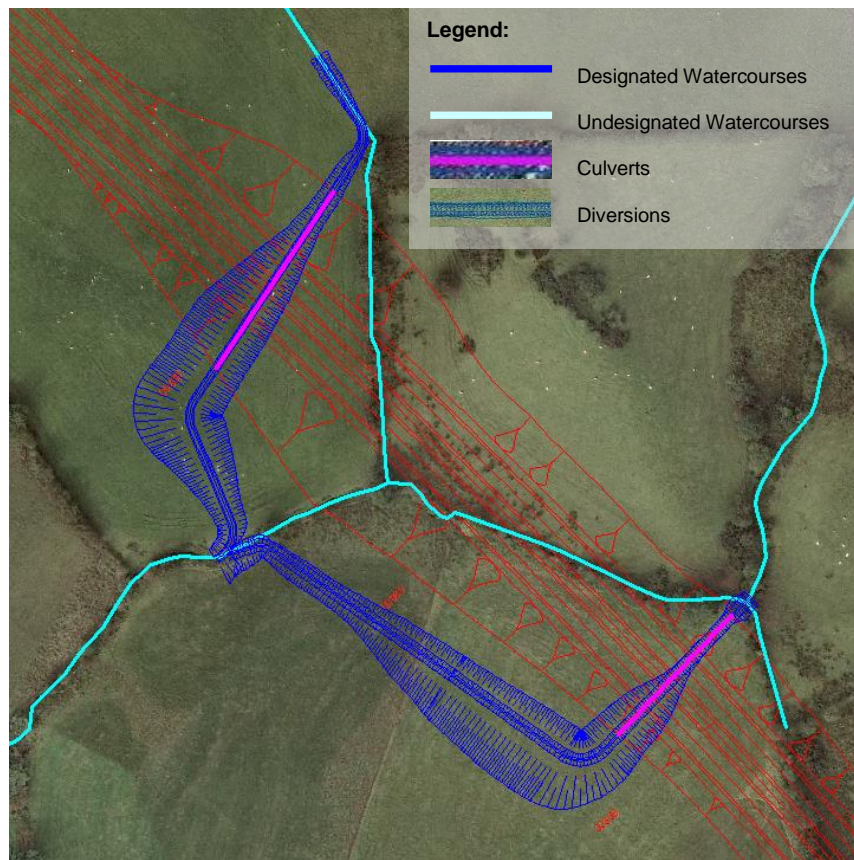 Legend:
Designated Watercourses
Undesignated Watercourses
Culverts
Diversions